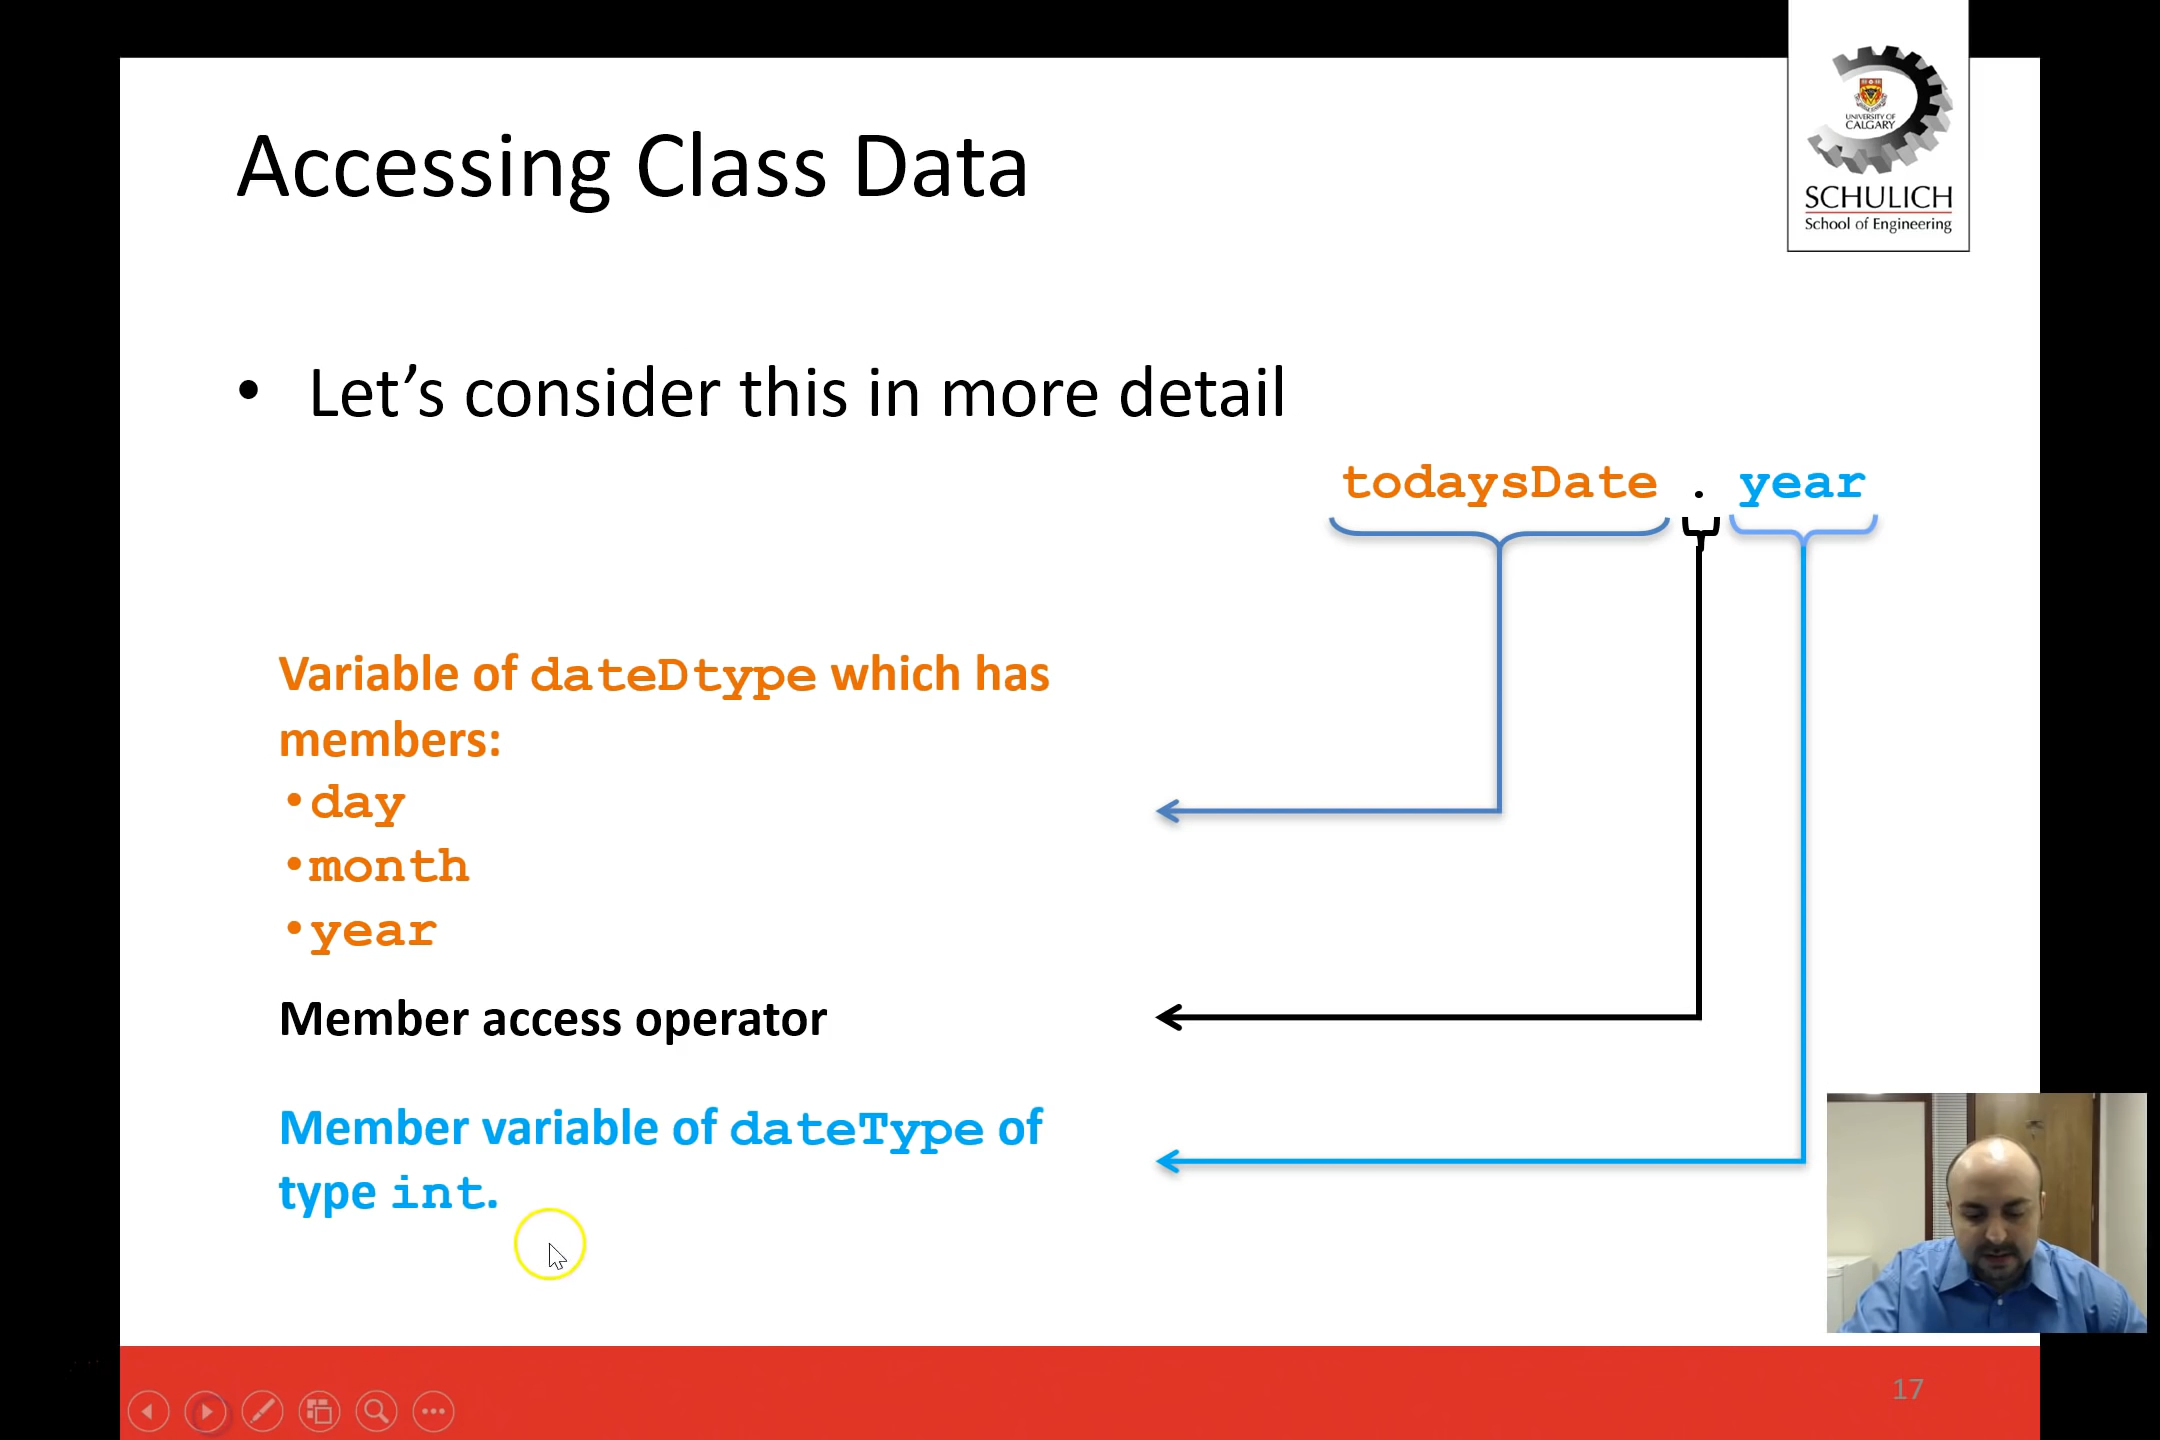 Accessing Class Data
UNIVERSITY OF
CALGARY
SCHULICH
School of Engineering
• Let’s consider this in more detail
todaysDate . year
Variable of dateDtype which has
members:
•day
•month
•year
Member access operator
Member variable of dateType of
type int.
17